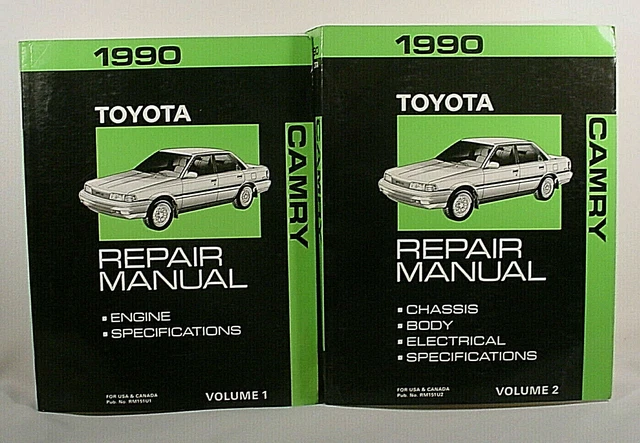 1990
TOYOTA
CAMRY
REPAIR
MANUAL
ENGINE
SPECIFICATIONS
FOR USA & CANADA
Pub. No. RM151U1
VOLUME 1
1990
TOYOTA
CAMRY
REPAIR
MANUAL
CHASSIS
BODY
ELECTRICAL
SPECIFICATIONS
FOR USA & CANADA
Pub. No. RM151U2
VOLUME 2